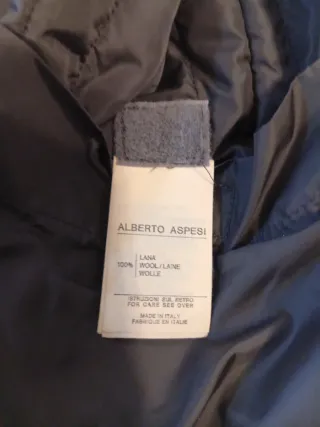 ALBERTO ASPESI
LANA
100% WOOL/LAINE
WOLLE
ISTRUZIONI SUL RETRO
FOR CARE SEE OVER
MADE IN ITALY
FABRIQUE EN ITALIE